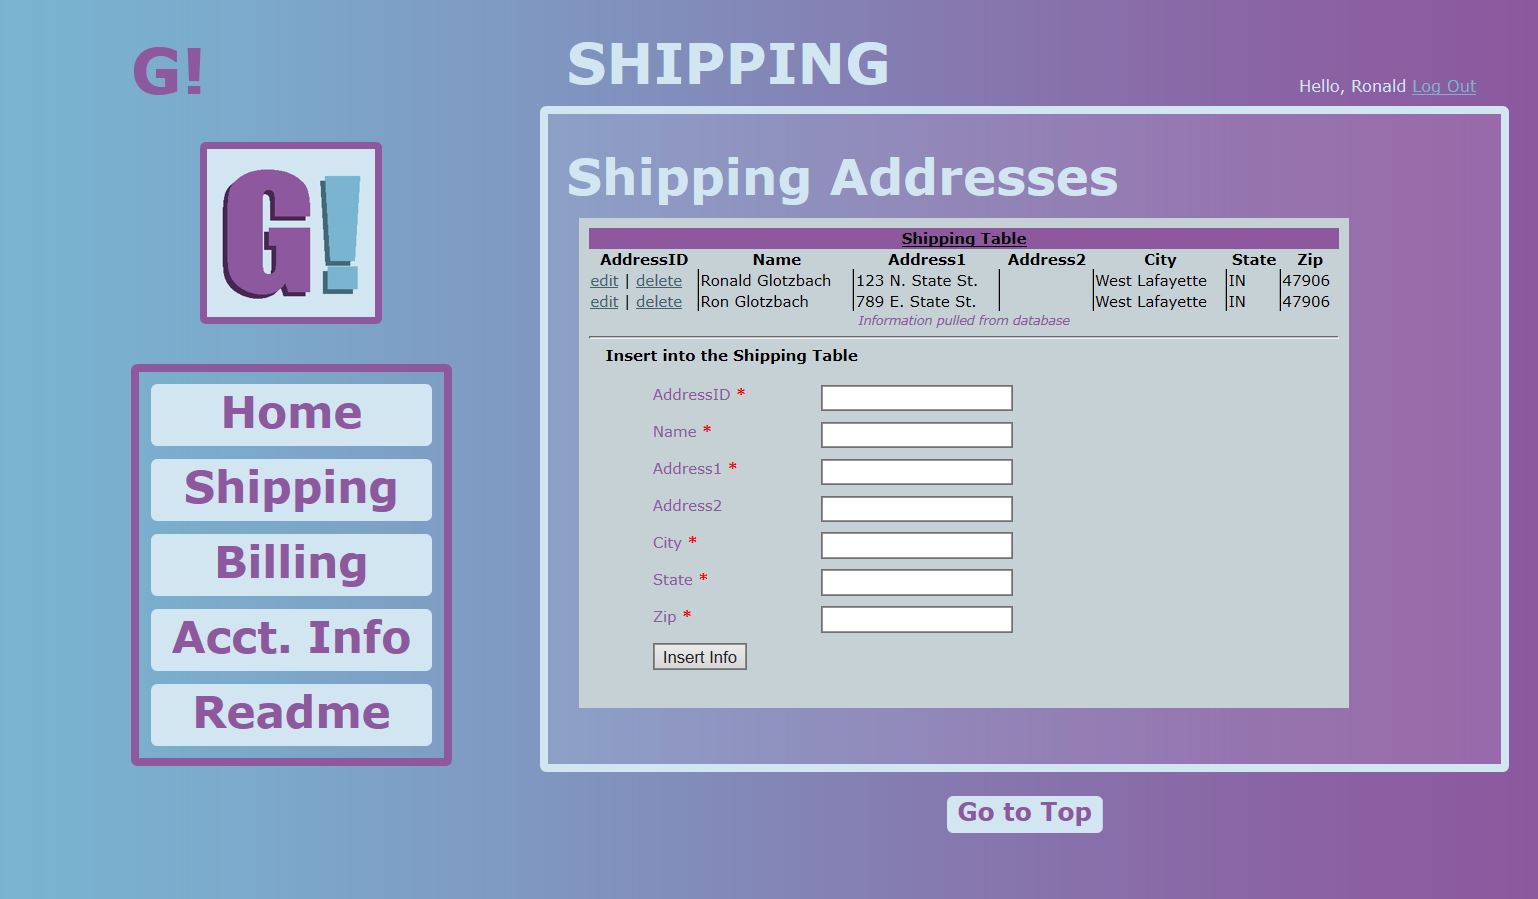 G!
SHIPPING
Hello, Ronald Log Out
G!
Home
Shipping
Billing
Acct. Info
Readme
Shipping Addresses
Shipping Table
AddressID Name Address1 Address2 City State Zip
edit | delete Ronald Glotzbach 123 N. State St. West Lafayette IN 47906
edit | delete Ron Glotzbach 789 E. State St. West Lafayette IN 47906
Information pulled from database
Insert into the Shipping Table
AddressID *
Name *
Address1 *
Address2
City *
State *
Zip *
Insert Info
Go to Top